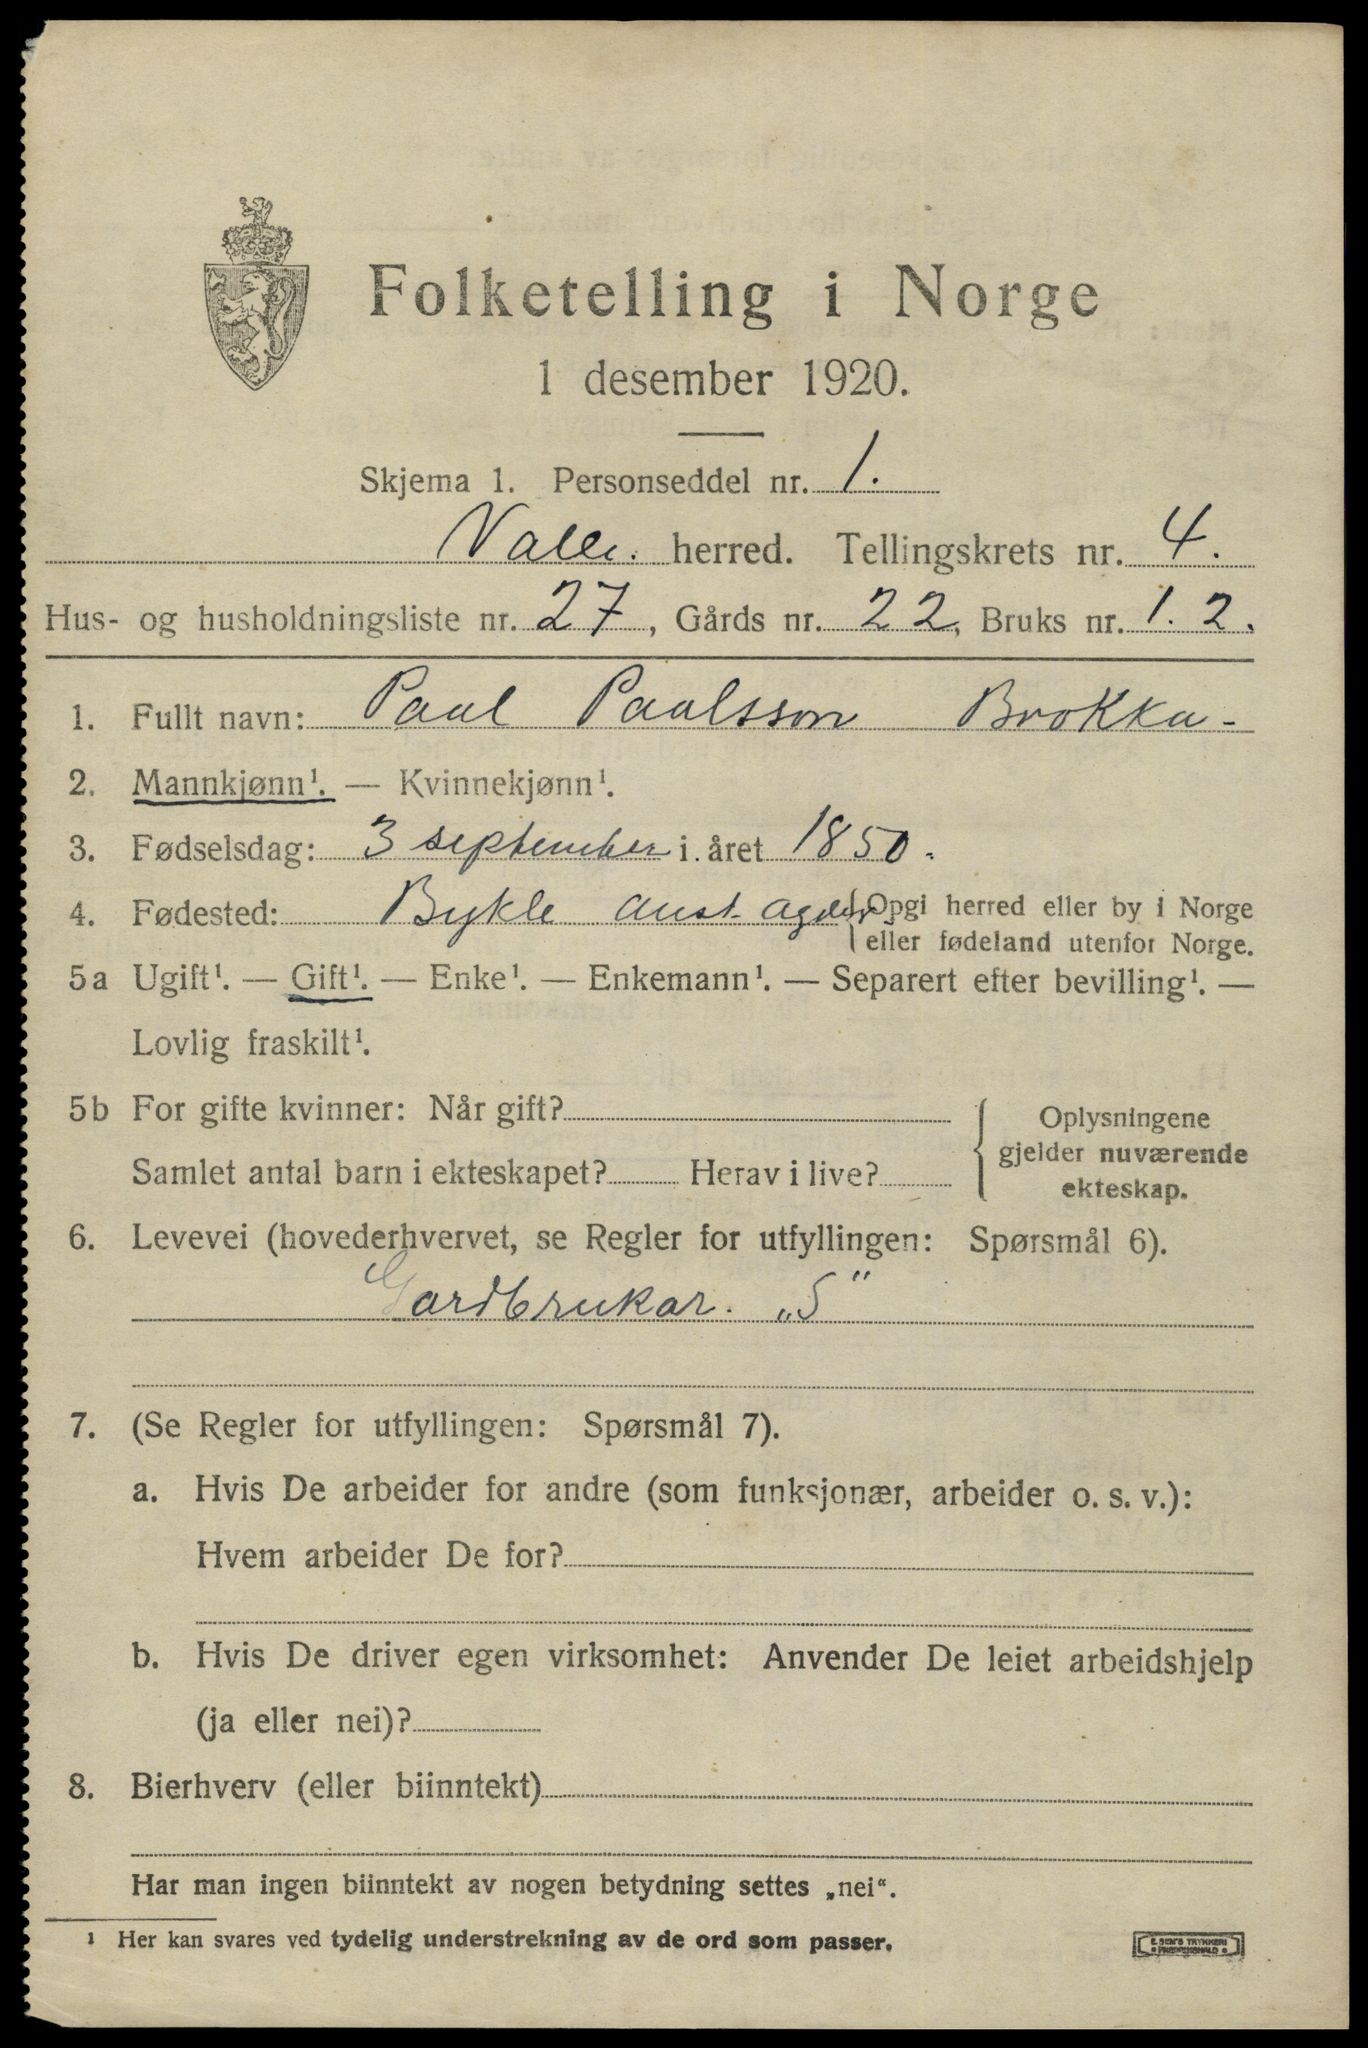 Folketelling i Norge
1 desember 1920.
Skjema 1. Personseddel nr. 1.
Valle. herred. Tellingskrets nr. 4.
Hus- og husholdningsliste nr. 27, Gårds nr. 22, Bruks nr. 1. 2.
1. Fullt navn: Paal Paalsson Brokka-
2. Mannkjønn¹. — Kvinnekjønn¹.
3. Fødselsdag: 3 september i året 1850.
4. Fødested: Bykle Aust-agder {Opgi herred eller by i Norge
eller fødeland utenfor Norge.
5a Ugift¹. — Gift¹. — Enke¹. — Enkemann¹. — Separert efter bevilling¹. —
Lovlig fraskilt¹.
5b For gifte kvinner: Når gift?
Samlet antal barn i ekteskapet? Herav i live?
Oplysningene
gjelder nuværende
ekteskap.
6. Levevei (hovederhvervet, se Regler for utfyllingen: Spørsmål 6).
Gardbrukar. „S"
7. (Se Regler for utfyllingen: Spørsmål 7).
a. Hvis De arbeider for andre (som funksjonær, arbeider o. s. v.):
Hvem arbeider De for?
b. Hvis De driver egen virksomhet: Anvender De leiet arbeidshjelp
(ja eller nei)?
8. Bierhverv (eller biinntekt)
Har man ingen biinntekt av nogen betydning settes „nei“.
¹ Her kan svares ved tydelig understrekning av de ord som passer.
E. SEM'S TRYKKERI
FREDRIKSHALD